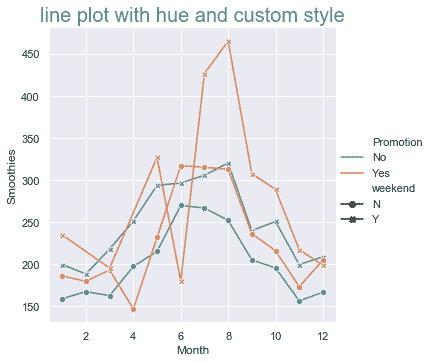 line plot with hue and custom style
450
400
350
300
250
200
150
Smoothies
2 4 6 8 10 12
Month
Promotion
No
Yes
weekend
N
Y